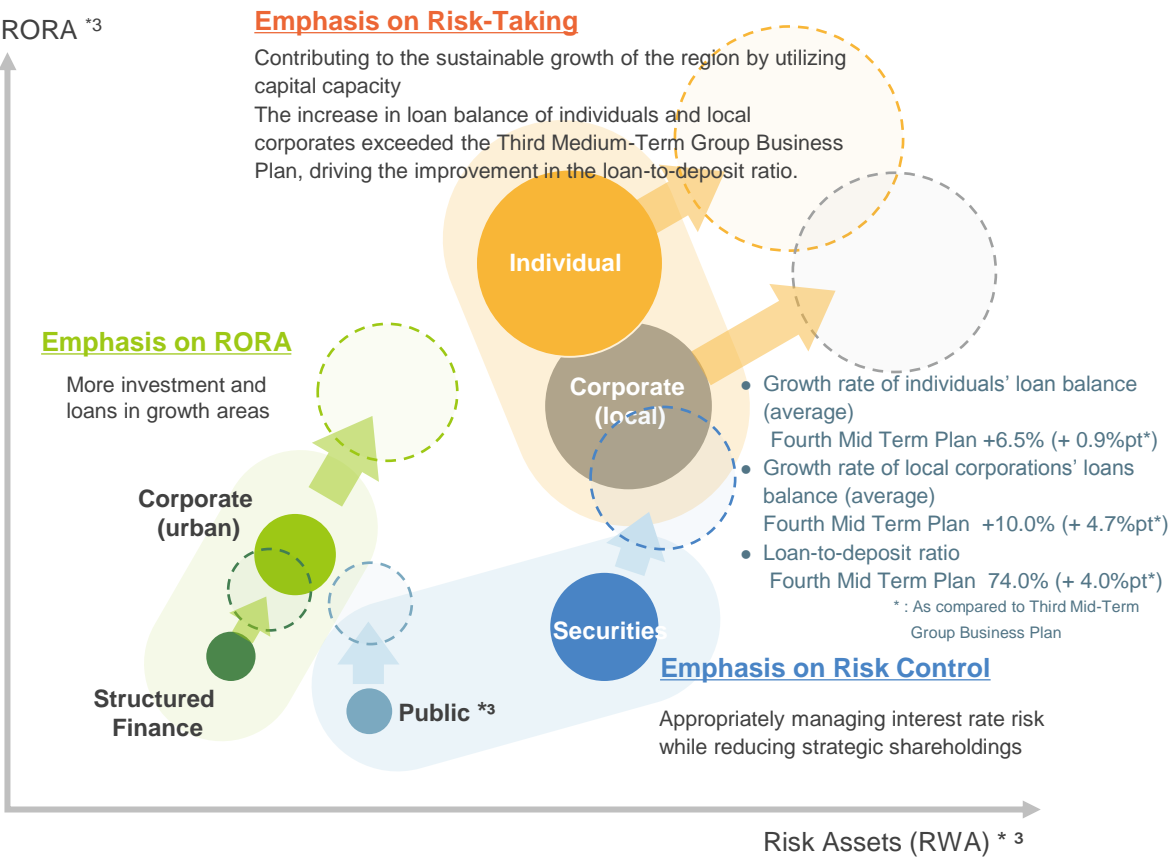 RORA *3
Emphasis on Risk-Taking
Contributing to the sustainable growth of the region by utilizing
capital capacity
The increase in loan balance of individuals and local
corporates exceeded the Third Medium-Term Group Business
Plan, driving the improvement in the loan-to-deposit ratio.
Individual
Emphasis on RORA
More investment and
loans in growth areas
Corporate
(local)
• Growth rate of individuals' loan balance
(average)
Fourth Mid Term Plan +6.5% (+ 0.9%pt*)
• Growth rate of local corporations' loans
balance (average)
Fourth Mid Term Plan +10.0% (+ 4.7%pt*)
• Loan-to-deposit ratio
Fourth Mid Term Plan 74.0% (+ 4.0%pt*)
* : As compared to Third Mid-Term
Group Business Plan
Corporate
(urban)
Securities
Structured
Finance
Public *³
Emphasis on Risk Control
Appropriately managing interest rate risk
while reducing strategic shareholdings
Risk Assets (RWA) * ³